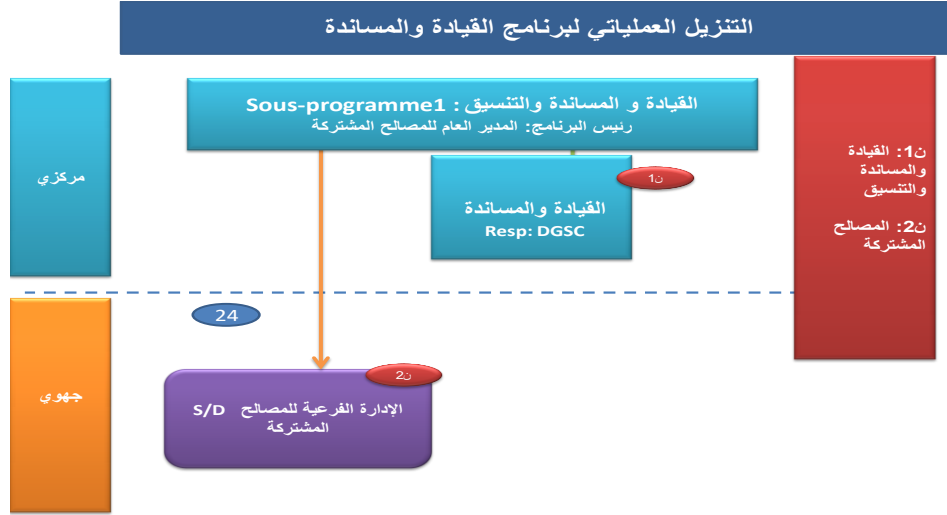 التنزيل العملياتي لبرنامج القيادة والمساندة
القيادة و المساندة والتنسيق : Sous-programme1
رئيس البرنامج: المدير العام للمصالح المشتركة
ن1: القيادة
والمساندة
والتنسيق
ن2: المصالح
المشتركة
مركزي
ن1
القيادة والمساندة
Resp: DGSC
24
جهوي
ن2
الإدارة الفرعية للمصالح S/D
المشتركة